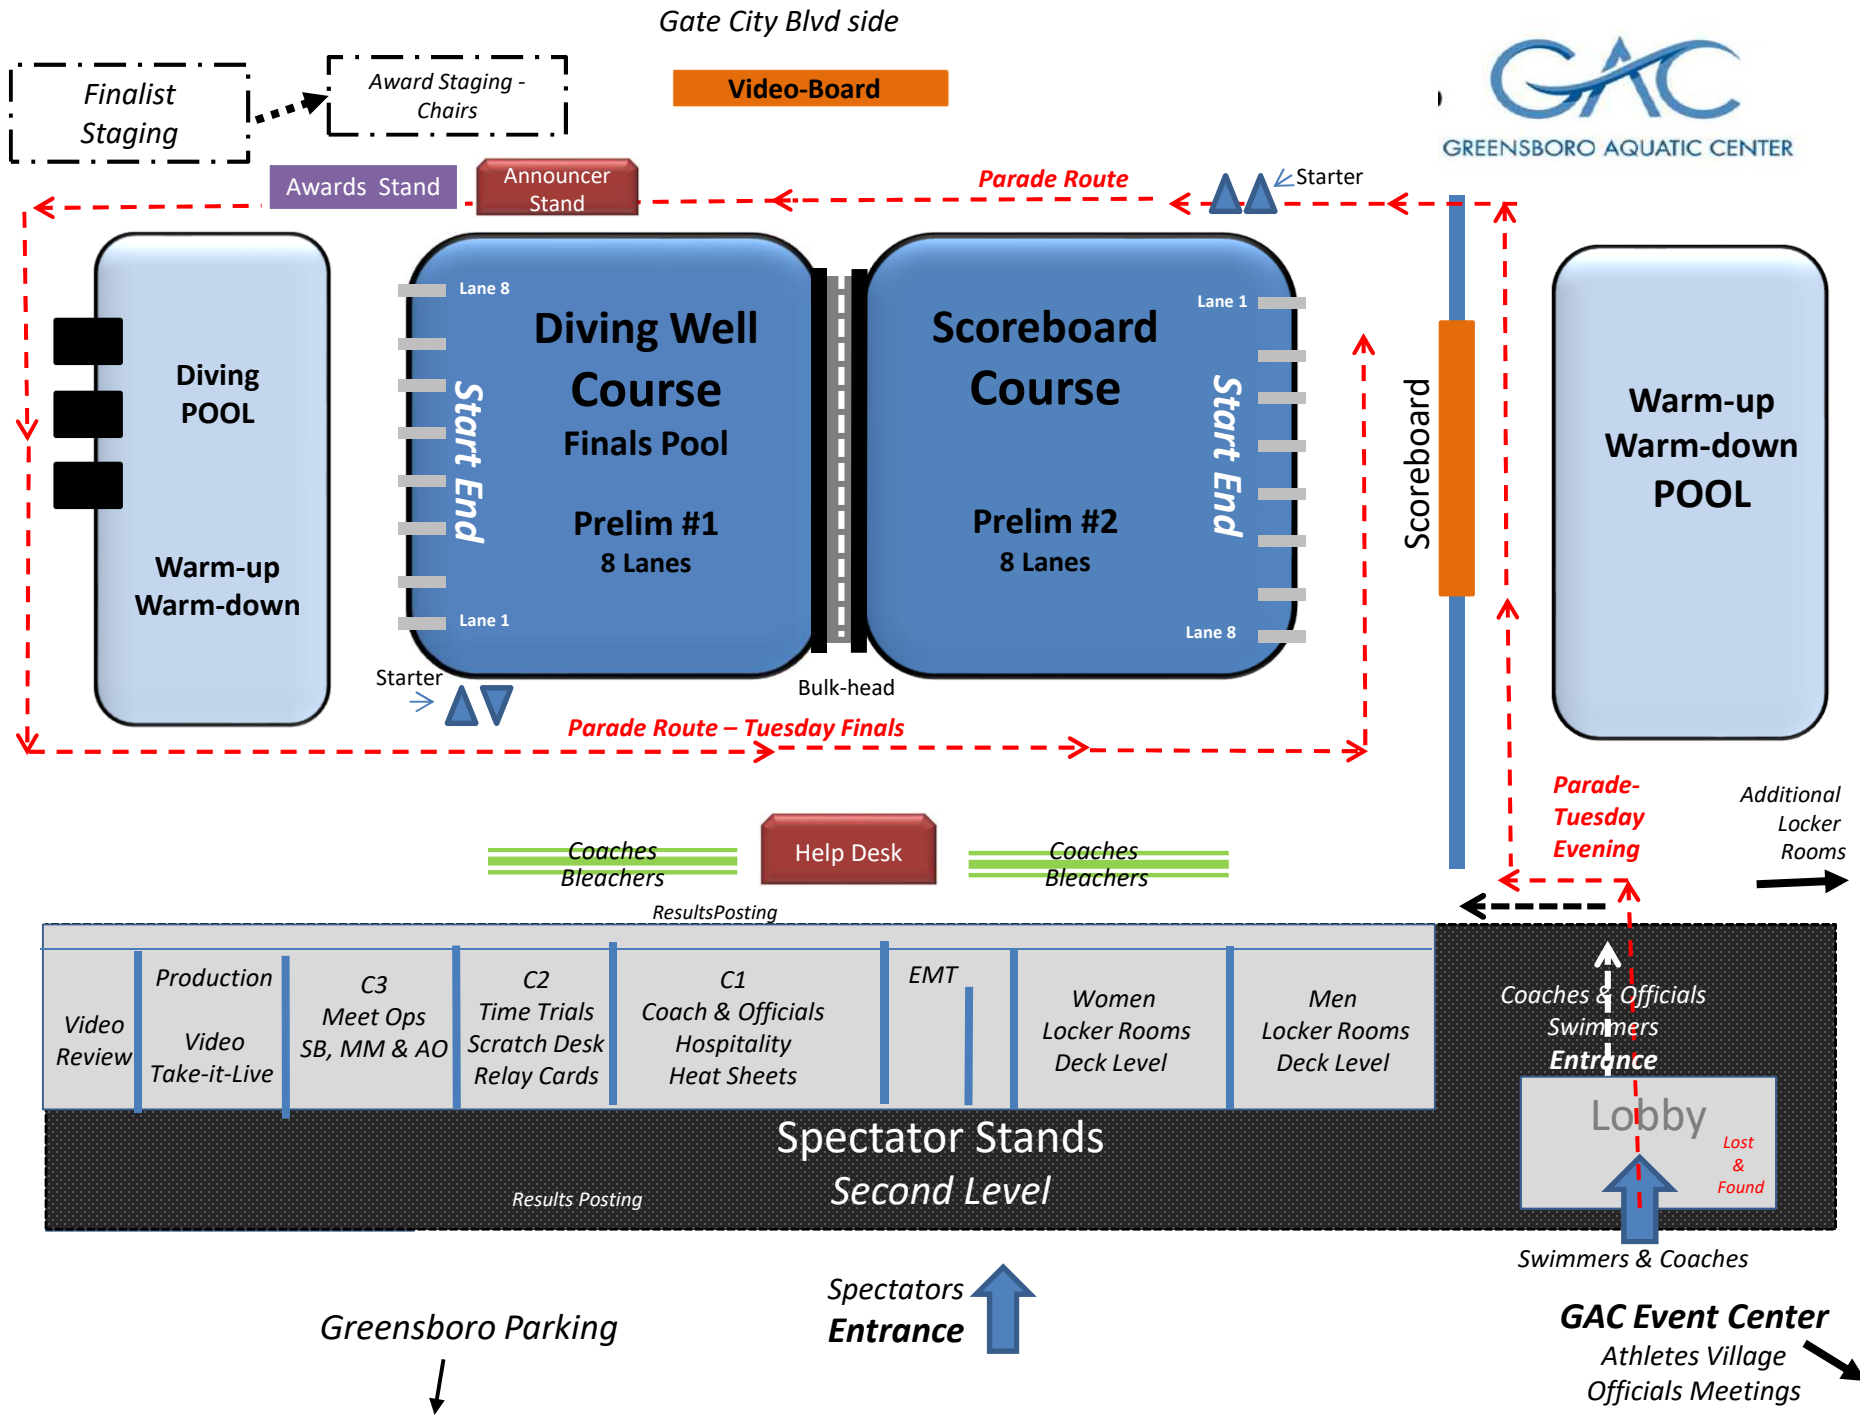 Gate City Blvd side
Finalist
Staging
Award Staging -
Chairs
Video-Board
GAC
GREENSBORO AQUATIC CENTER
Awards Stand
Announcer
Stand
Parade Route
Starter
Lane 8
Diving Well
Course
Finals Pool
Start End
Prelim #1
8 Lanes
Lane 1
Scoreboard
Course
Lane 1
Start End
Prelim #2
8 Lanes
Lane 8
Diving
POOL
Warm-up
Warm-down
Scoreboard
Warm-up
Warm-down
POOL
Starter
Bulk-head
Parade Route – Tuesday Finals
Parade-
Tuesday
Evening
Additional
Locker
Rooms
Coaches
Bleachers
Help Desk
Coaches
Bleachers
ResultsPosting
Video
Review
Production
Video
Take-it-Live
C3
Meet Ops
SB, MM & AO
C2
Time Trials
Scratch Desk
Relay Cards
C1
Coach & Officials
Hospitality
Heat Sheets
EMT
Women
Locker Rooms
Deck Level
Men
Locker Rooms
Deck Level
Coaches & Officials
Swimmers
Entrance
Lobby
Lost
&
Found
Spectator Stands
Second Level
Results Posting
Swimmers & Coaches
Spectators
Entrance
Greensboro Parking
GAC Event Center
Athletes Village
Officials Meetings